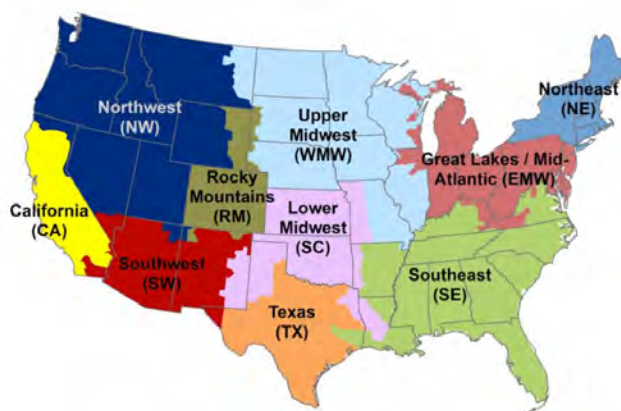 Northwest
(NW)
Upper
Midwest
(WMW)
Northeast
(NE)
Great Lakes / Mid-
Atlantic (EMW)
Rocky
Mountains
(RM)
California
(CA)
Lower
Midwest
(SC)
Southwest
(SW)
Southeast
(SE)
Texas
(TX)